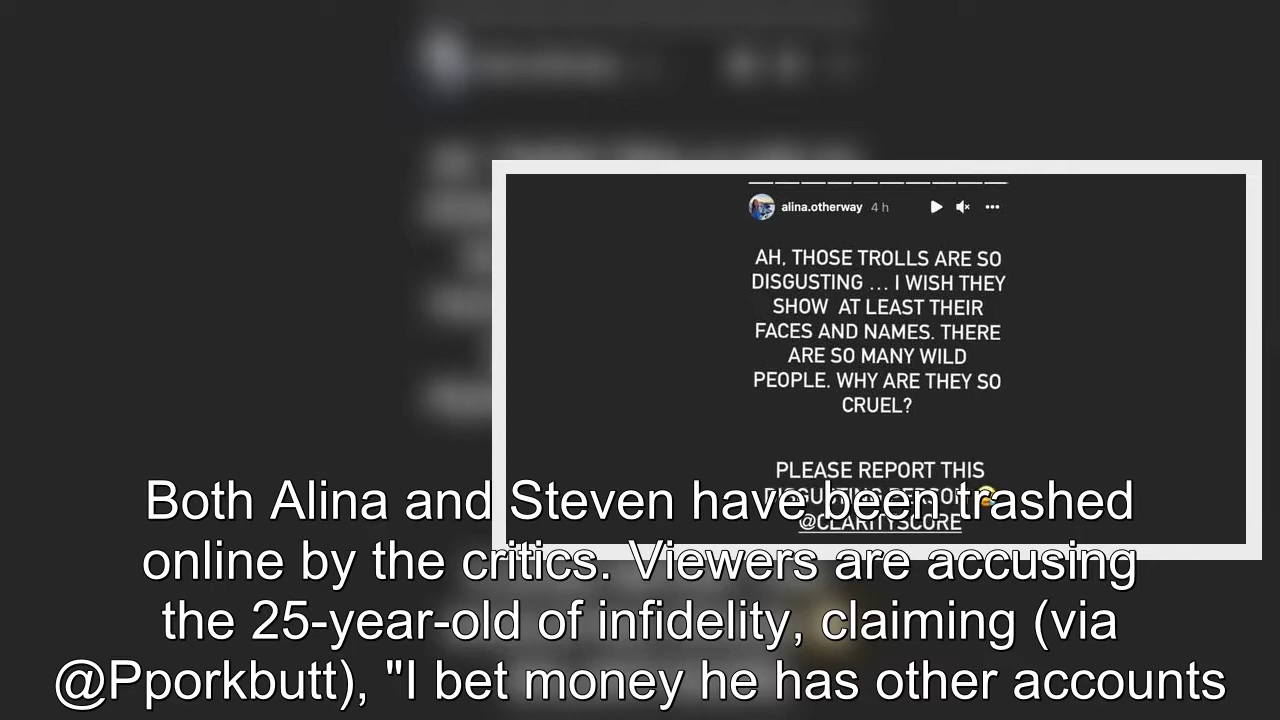 alina.otherway 4 h
AH, THOSE TROLLS ARE SO
DISGUSTING ... I WISH THEY
SHOW AT LEAST THEIR
FACES AND NAMES. THERE
ARE SO MANY WILD
PEOPLE. WHY ARE THEY SO
CRUEL?
PLEASE REPORT THIS
DISGUSTING PERSON
@CLARITYSCORE
Both Alina and Steven have been trashed
online by the critics. Viewers are accusing
the 25-year-old of infidelity, claiming (via
@Pporkbutt), "I bet money he has other accounts